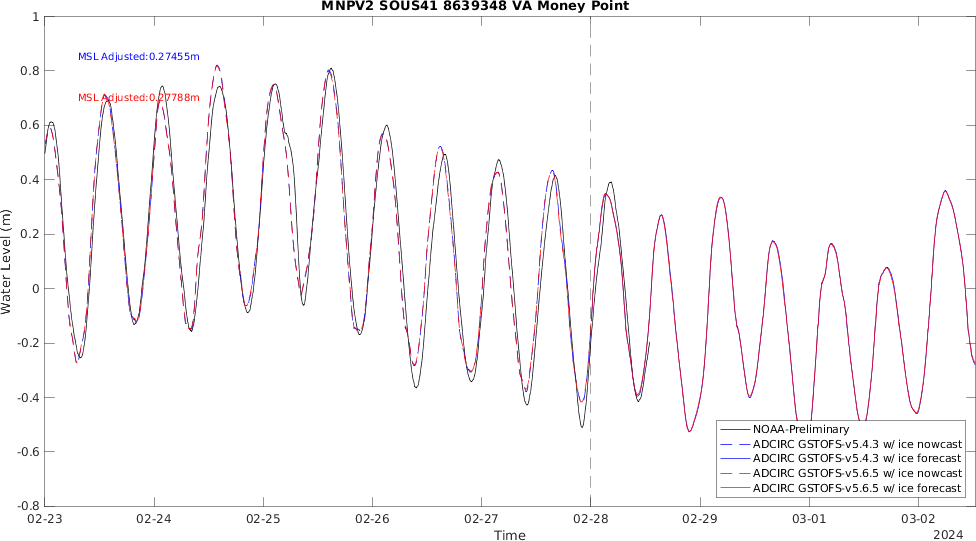 MNPV2 SOUS41 8639348 VA Money Point
1
0.8
0.6
0.4
0.2
0
-0.2
-0.4
-0.6
-0.8
Water Level (m)
MSL Adjusted:0.27455m
MSL Adjusted:0.27788m
NOAA-Preliminary
ADCIRC GSTOFS-v5.4.3 w/ ice nowcast
ADCIRC GSTOFS-v5.4.3 w/ ice forecast
ADCIRC GSTOFS-v5.6.5 w/ ice nowcast
ADCIRC GSTOFS-v5.6.5 w/ ice forecast
02-23 02-24 02-25 02-26 02-27 02-28 02-29 03-01 03-02
Time
2024